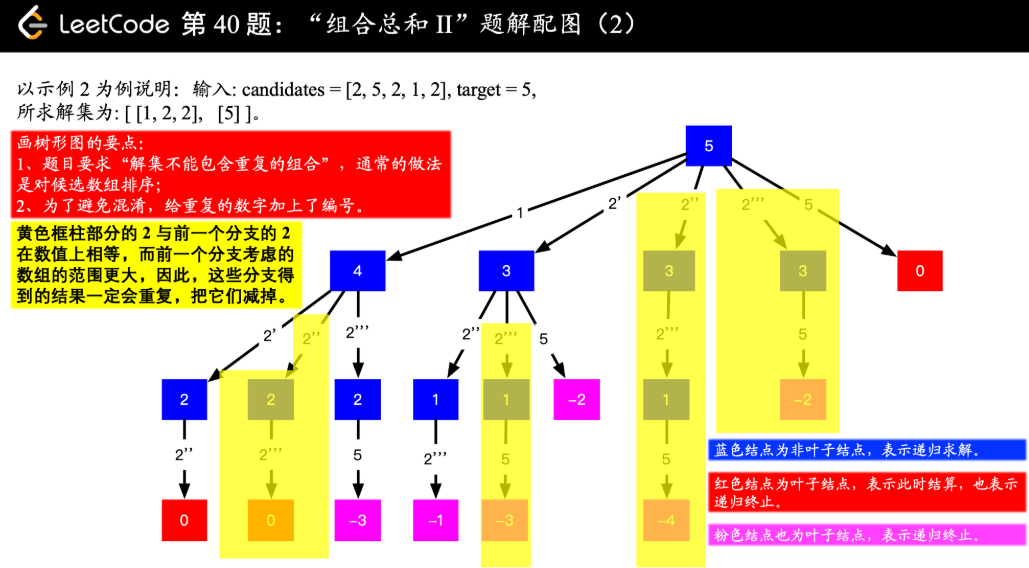 LeetCode 第 40 题：“组合总和 II”题解配图（2）
以示例 2 为例说明：输入: candidates = [2, 5, 2, 1, 2], target = 5,
所求解集为: [ [1, 2, 2],   [5] ]。
画树形图的要点：
1、题目要求“解集不能包含重复的组合”，通常的做法
是对候选数组排序；
2、为了避免混淆，给重复的数字加上了编号。
黄色框柱部分的 2 与前一个分支的 2
在数值上相等，而前一个分支考虑的
数组的范围更大，因此，这些分支得
到的结果一定会重复，把它们减掉。
5
1 2’ 2’’ 2’’’ 5
4 3 3 3 0
2’ 2’’ 2’’’ 2’’ 2’’’ 5 2’’’ 5
2 2 2 1 1 −2 1 −2
2’’ 2’’’ 5 2’’’ 5 5
0 0 −3 −1 −3 −4
蓝色结点为非叶子结点，表示递归求解。
红色结点为叶子结点，表示此时结算，也表示
递归终止。
粉色结点也为叶子结点，表示递归终止。